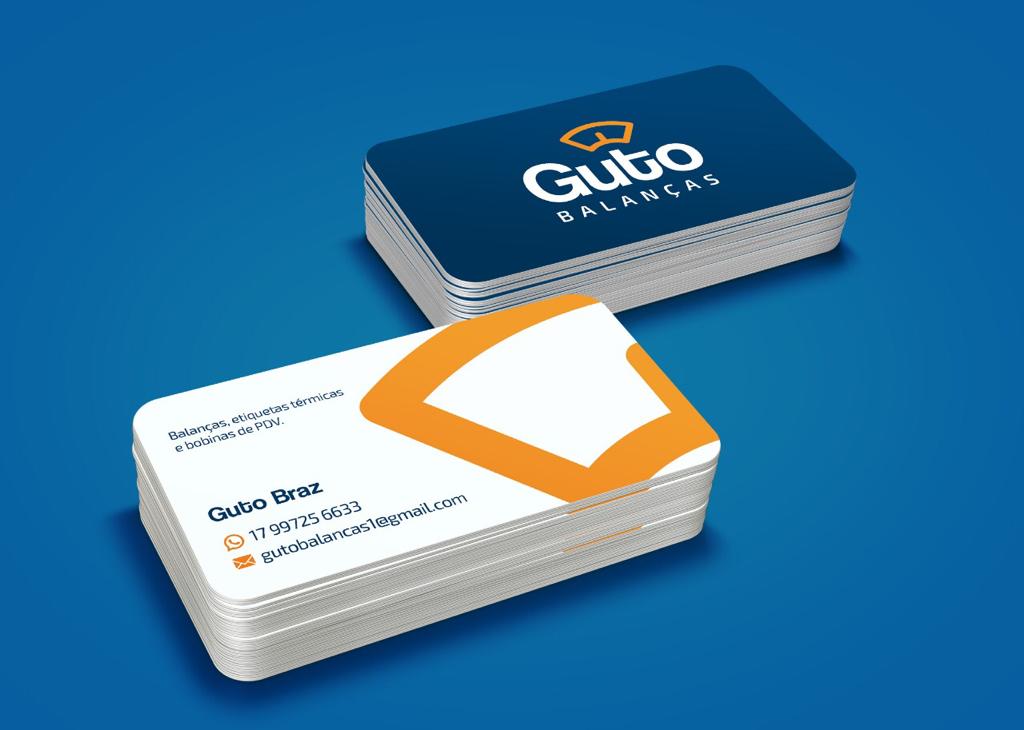 Guto
BALANÇAS
Balanças, etiquetas térmicas
e bobinas de PDV.
Guto Braz
17 99725 6633
gutobalancas1@gmail.com